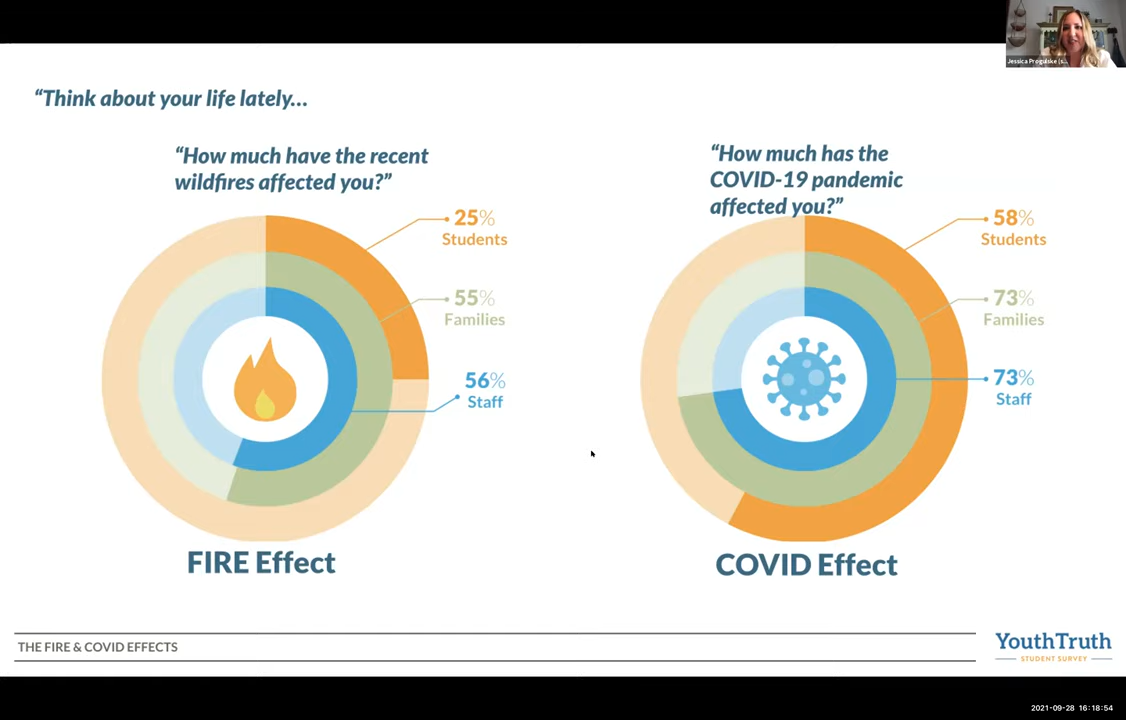 Jessica Progulske (s...
“Think about your life lately...
“How much have the recent
wildfires affected you?”
25%
Students
55%
Families
56%
Staff
FIRE Effect
“How much has the
COVID-19 pandemic
affected you?”
58%
Students
73%
Families
73%
Staff
COVID Effect
THE FIRE & COVID EFFECTS
YouthTruth
STUDENT SURVEY
2021-09-28 16:18:54